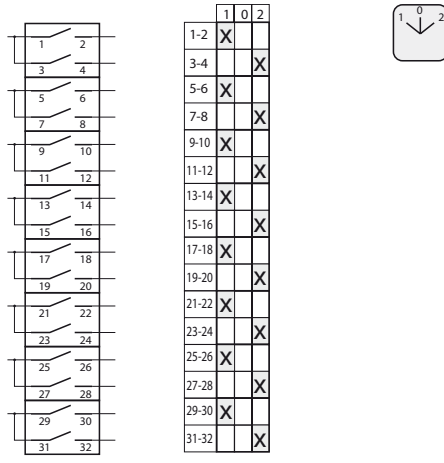 1 2
3 4
5 6
7 8
9 10
11 12
13 14
15 16
17 18
19 20
21 22
23 24
25 26
27 28
29 30
31 32
1 0 2
1-2 X
3-4 X
5-6 X
7-8 X
9-10 X
11-12 X
13-14 X
15-16 X
17-18 X
19-20 X
21-22 X
23-24 X
25-26 X
27-28 X
29-30 X
31-32 X
1 0 2